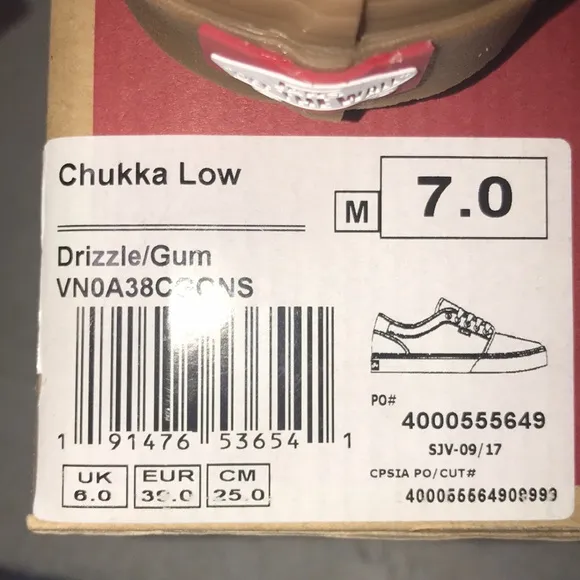 Chukka Low
M
7.0
Drizzle/Gum
PO#
4000555649
SJV-09/17
1 91476 53654 1
CPSIA PO/CUT#
UK
6.0
EUR
CM
25.0